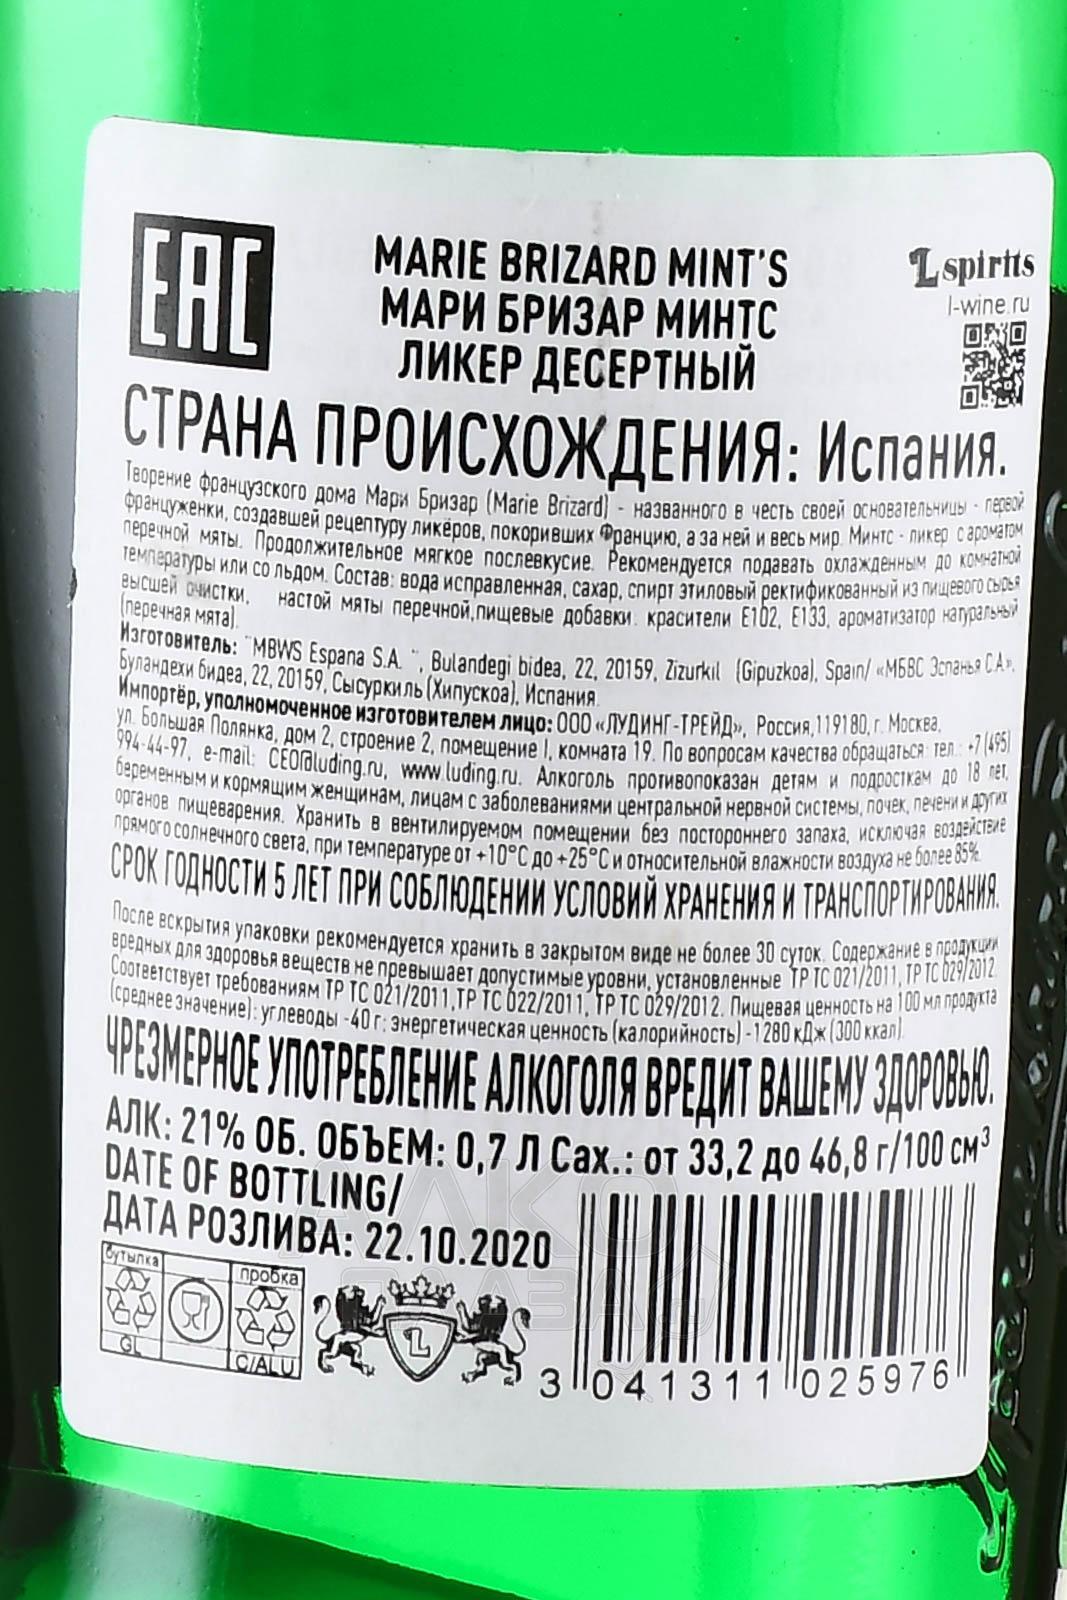 EAC
MARIE BRIZARD MINT'S
МАРИ БРИЗАР МИНТС
ЛИКЕР ДЕСЕРТНЫЙ
L spirits
l-wine.ru
СТРАНА ПРОИСХОЖДЕНИЯ: Испания.
Творение французского дома Мари Бризар (Marie Brizard) - названного в честь своей основательницы - первой
француженки, создавшей рецептуру ликёров, покоривших Францию, а за ней и весь мир. Минтс - ликер с ароматом
перечной мяты. Продолжительное мягкое послевкусие. Рекомендуется подавать охлажденным до комнатной
температуры или со льдом. Состав: вода исправленная, сахар, спирт этиловый ректификованный из пищевого сырья
высшей очистки, настой мяты перечной,пищевые добавки: красители Е102, Е133, ароматизатор натуральный
(перечная мята).
Изготовитель: "MBWS Espana S.A. ", Bulandegi bidea, 22, 20159, Zizurkil (Gipuzkoa), Spain/ «МБВС Эспанья С.А»,
Буландехи бидеа, 22, 20159, Сысуркиль (Хипускоа), Испания.
Импортёр, уполномоченное изготовителем лицо: ООО «ЛУДИНГ-ТРЕЙД», Россия,119180, г. Москва,
ул. Большая Полянка, дом 2, строение 2, помещение I, комната 19. По вопросам качества обращаться: тел.: +7 (495)
994-44-97, e-mail: CEO@luding.ru, www.luding.ru. Алкоголь противопоказан детям и подросткам до 18 лет,
беременным и кормящим женщинам, лицам с заболеваниями центральной нервной системы, почек, печени и других
органов пищеварения. Хранить в вентилируемом помещении без постороннего запаха, исключая воздействие
прямого солнечного света, при температуре от +10°С до +25°С и относительной влажности воздуха не более 85%.
СРОК ГОДНОСТИ 5 ЛЕТ ПРИ СОБЛЮДЕНИИ УСЛОВИЙ ХРАНЕНИЯ И ТРАНСПОРТИРОВАНИЯ.
После вскрытия упаковки рекомендуется хранить в закрытом виде не более 30 суток. Содержание в продукции
вредных для здоровья веществ не превышает допустимые уровни, установленные ТР ТС 021/2011, ТР ТС 029/2012.
Соответствует требованиям ТР ТС 021/2011,ТР ТС 022/2011, ТР ТС 029/2012. Пищевая ценность на 100 мл продукта
(среднее значение): углеводы -40 г; энергетическая ценность (калорийность) -1280 кДж (300 ккал).
ЧРЕЗМЕРНОЕ УПОТРЕБЛЕНИЕ АЛКОГОЛЯ ВРЕДИТ ВАШЕМУ ЗДОРОВЬЮ.
АЛК: 21% ОБ. ОБЪЕМ: 0,7 Л Сах.: от 33,2 до 46,8 г/100 см³
DATE OF BOTTLING/
ДАТА РОЗЛИВА: 22.10.2020
бутылка
GL
пробка
C/ALU
L
3 041311 025976